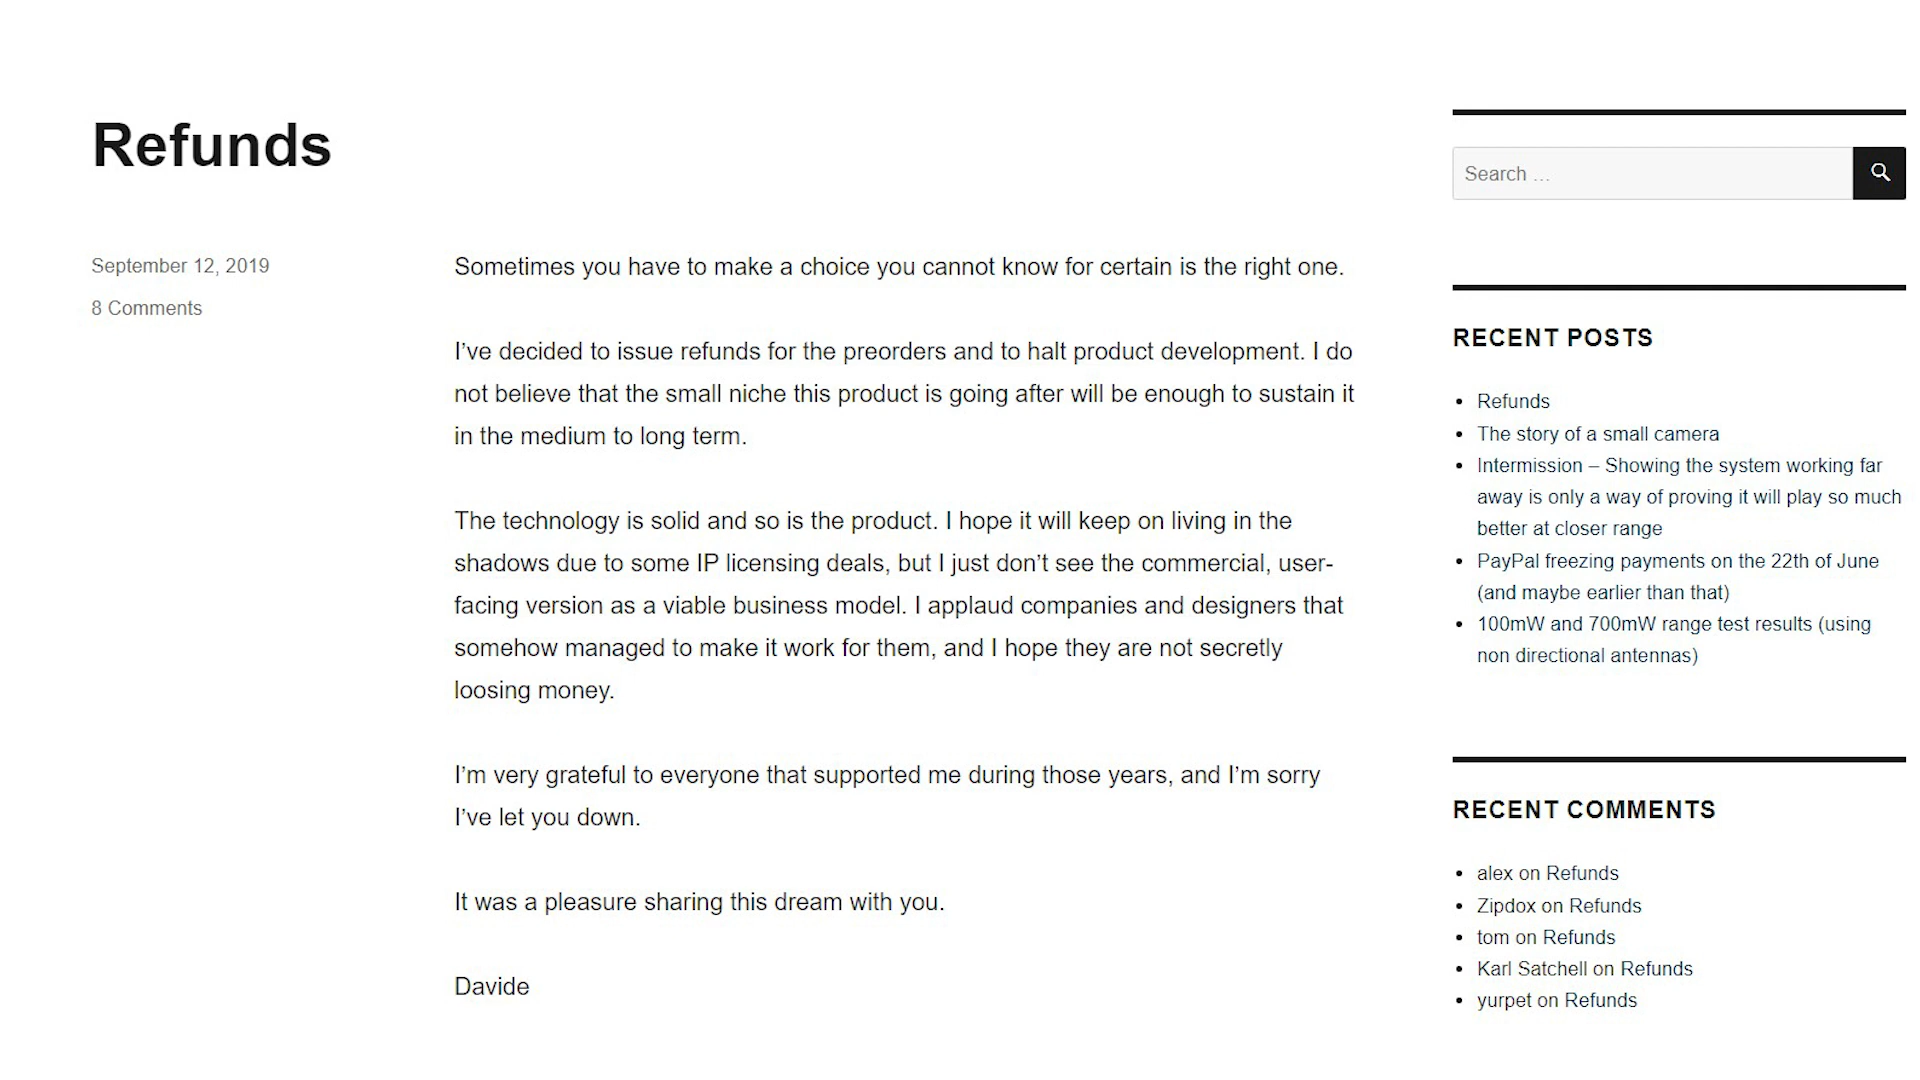 Refunds
September 12, 2019
8 Comments
Sometimes you have to make a choice you cannot know for certain is the right one.
I’ve decided to issue refunds for the preorders and to halt product development. I do
not believe that the small niche this product is going after will be enough to sustain it
in the medium to long term.
The technology is solid and so is the product. I hope it will keep on living in the
shadows due to some IP licensing deals, but I just don’t see the commercial, user-
facing version as a viable business model. I applaud companies and designers that
somehow managed to make it work for them, and I hope they are not secretly
loosing money.
I’m very grateful to everyone that supported me during those years, and I’m sorry
I’ve let you down.
It was a pleasure sharing this dream with you.
Davide
Search …
RECENT POSTS
Refunds
The story of a small camera
Intermission – Showing the system working far
away is only a way of proving it will play so much
better at closer range
PayPal freezing payments on the 22th of June
(and maybe earlier than that)
100mW and 700mW range test results (using
non directional antennas)
RECENT COMMENTS
alex on Refunds
Zipdox on Refunds
tom on Refunds
Karl Satchell on Refunds
yurpet on Refunds